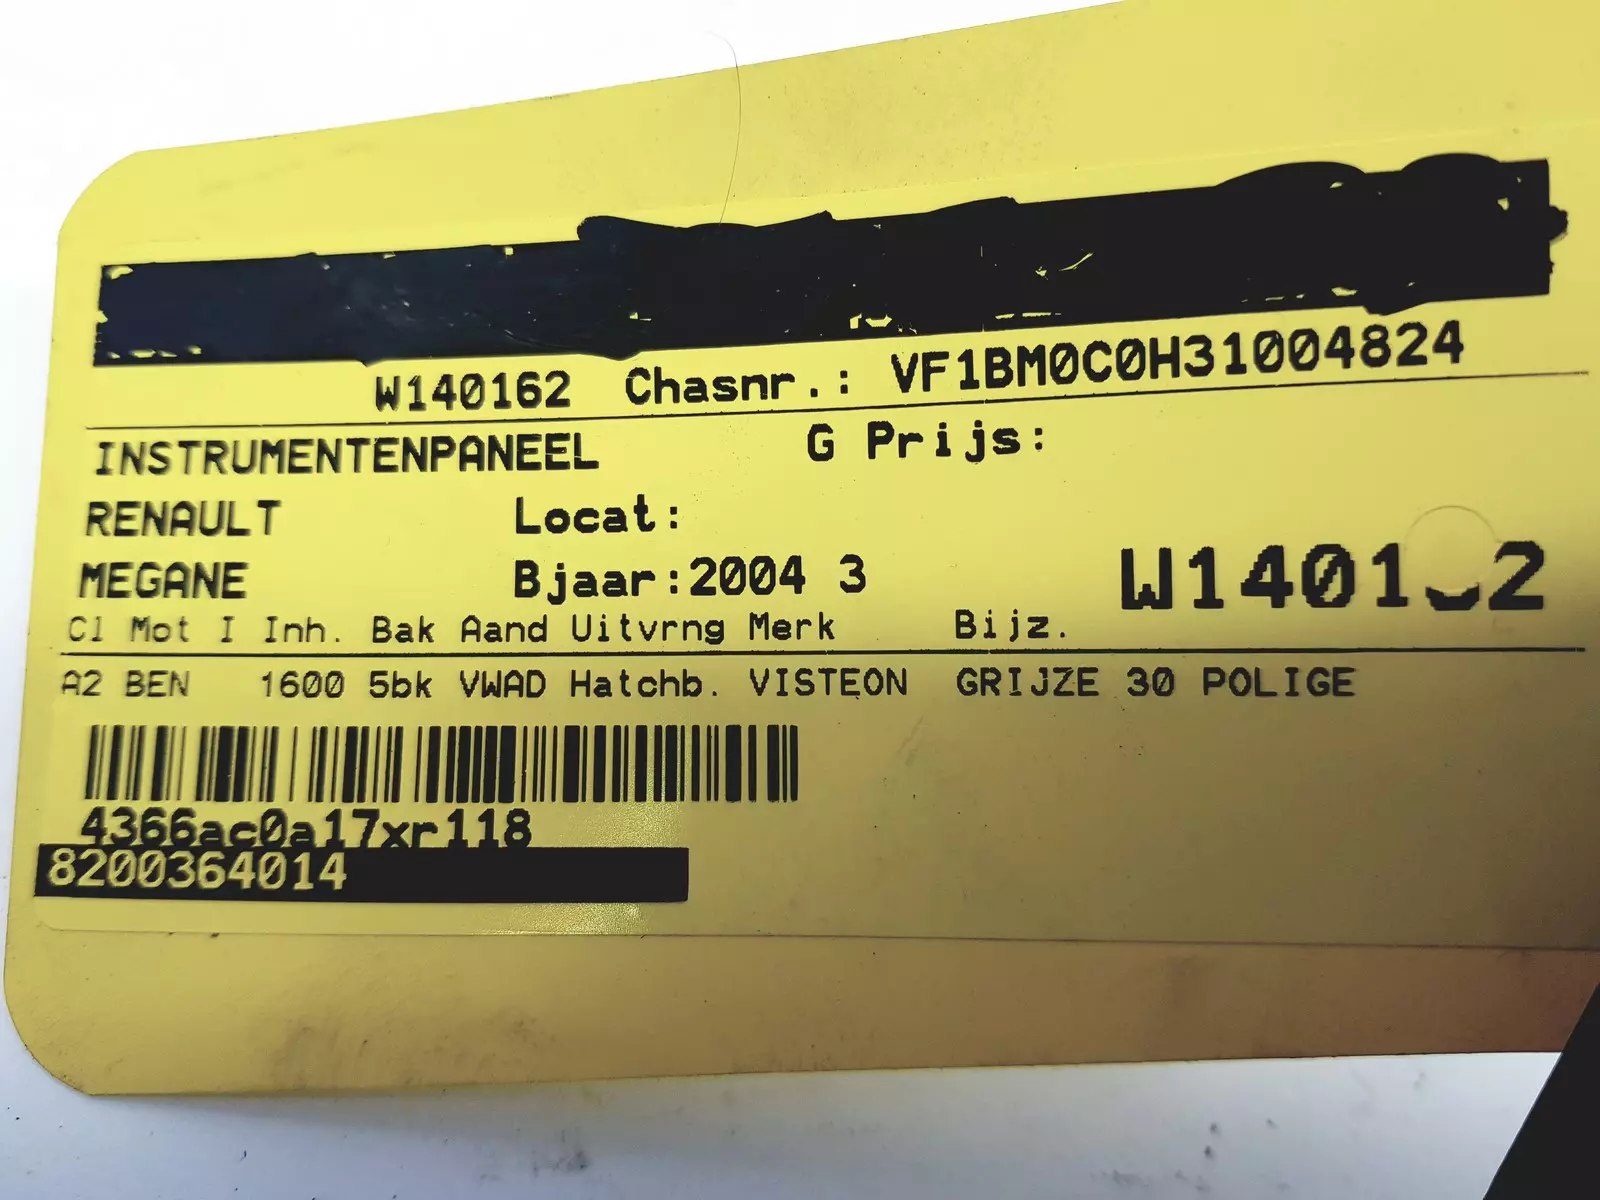 W140162 Chasnr.: VF1BM0C0H31004824
INSTRUMENTENPANEEL G Prijs:
RENAULT Locat:
MEGANE Bjaar:2004 3
Cl Mot I Inh. Bak Aand Uitvrng Merk Bijz.
A2 BEN 1600 5bk VWAD Hatchb. VISTEON GRIJZE 30 POLIGE
4366ac0a17xr118
8200364014